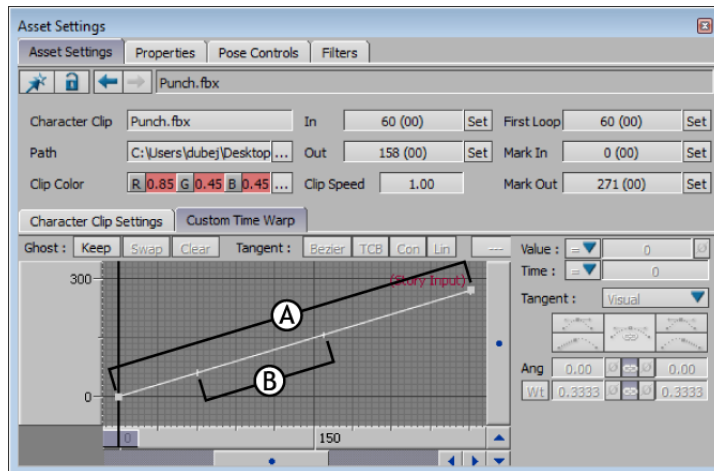 Asset Settings
Asset Settings Properties Pose Controls Filters
Punch.fbx
Character Clip Punch.fbx In 60 (00) Set First Loop 60 (00) Set
Path C:\Users\dubej\Desktop ... Out 158 (00) Set Mark In 0 (00) Set
Clip Color R 0.85 G 0.45 B 0.45 ... Clip Speed 1.00 Mark Out 271 (00) Set
Character Clip Settings Custom Time Warp
Ghost : Keep Swap Clear Tangent : Bezier TCB Con Lin --- Value : = 0 Ø
Time : = 0
300 (Story Input)
Tangent : Visual
A
B
Ang 0.00 Ø Ø 0.00
0 Wt 0.3333 Ø Ø 0.3333
0 150